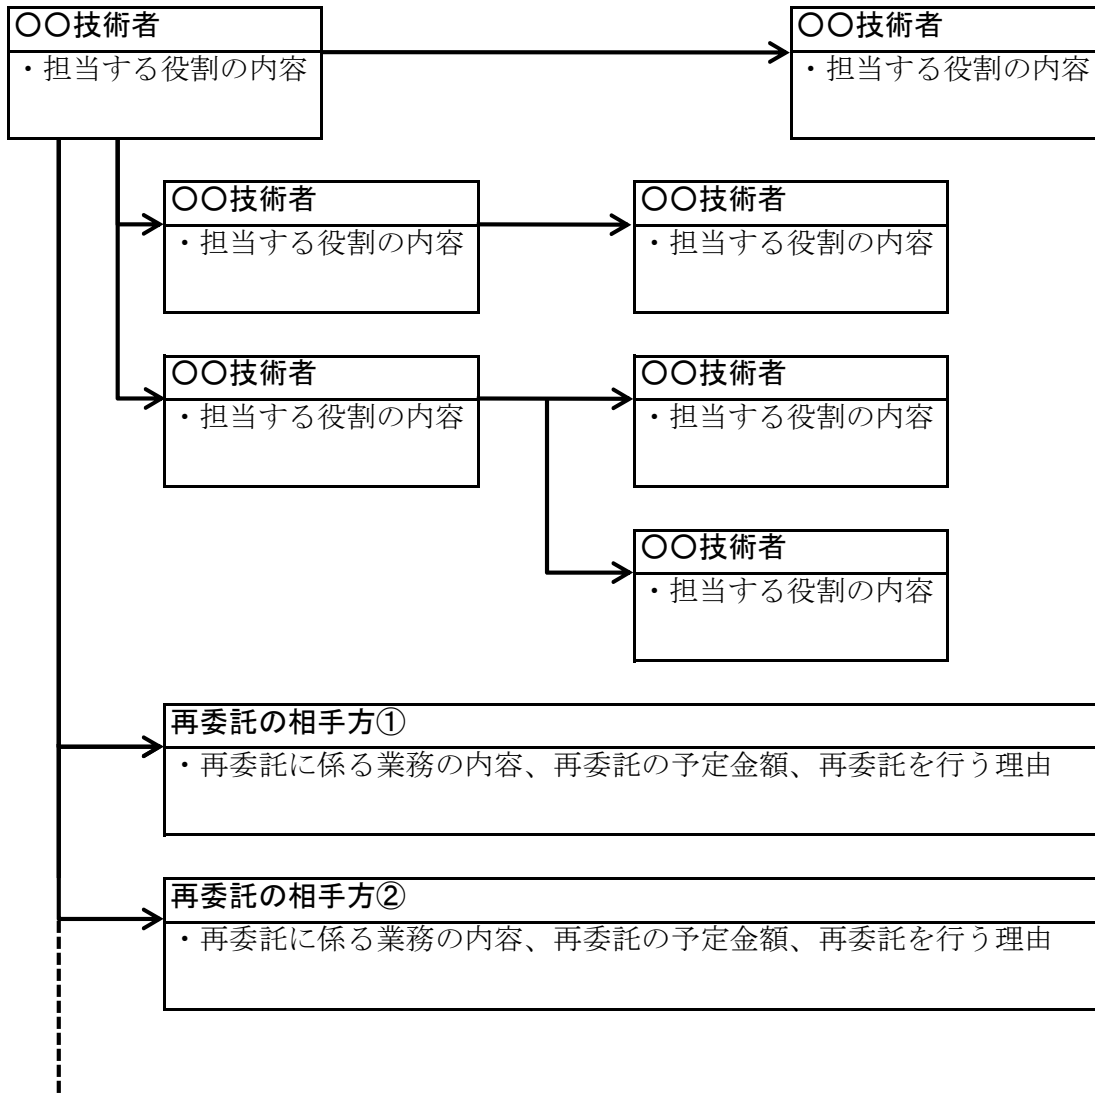 〇〇技術者
・担当する役割の内容
〇〇技術者
・担当する役割の内容
〇〇技術者
・担当する役割の内容
〇〇技術者
・担当する役割の内容
〇〇技術者
・担当する役割の内容
〇〇技術者
・担当する役割の内容
〇〇技術者
・担当する役割の内容
再委託の相手方①
・再委託に係る業務の内容、再委託の予定金額、再委託を行う理由
再委託の相手方②
・再委託に係る業務の内容、再委託の予定金額、再委託を行う理由